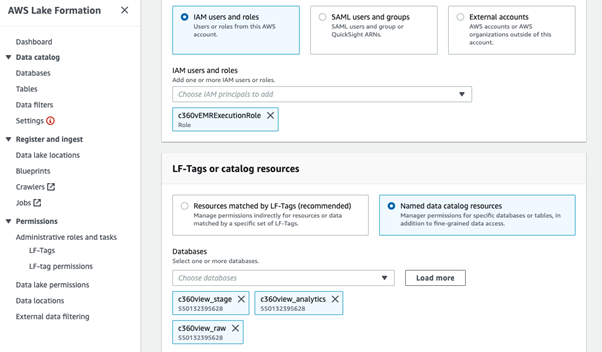 AWS Lake Formation
Dashboard
Data catalog
Databases
Tables
Data filters
Settings
Register and ingest
Data lake locations
Blueprints
Crawlers
Jobs
Permissions
Administrative roles and tasks
LF-Tags
LF-tag permissions
Data lake permissions
Data locations
External data filtering
IAM users and roles
Users or roles from this AWS
account.
SAML users and groups
SAML users and group or
QuickSight ARNs.
External accounts
AWS accounts or AWS
organizations outside of this
account.
IAM users and roles
Add one or more IAM users or roles.
Choose IAM principals to add
c360vEMRExecutionRole
Role
LF-Tags or catalog resources
Resources matched by LF-Tags (recommended)
Manage permissions indirectly for resources or data
matched by a specific set of LF-Tags.
Named data catalog resources
Manager permissions for specific databases or tables, in
addition to fine-grained data access.
Databases
Select one or more databases.
Choose databases
Load more
c360view_stage
550132395628
c360view_analytics
550132395628
c360view_raw
550132395628